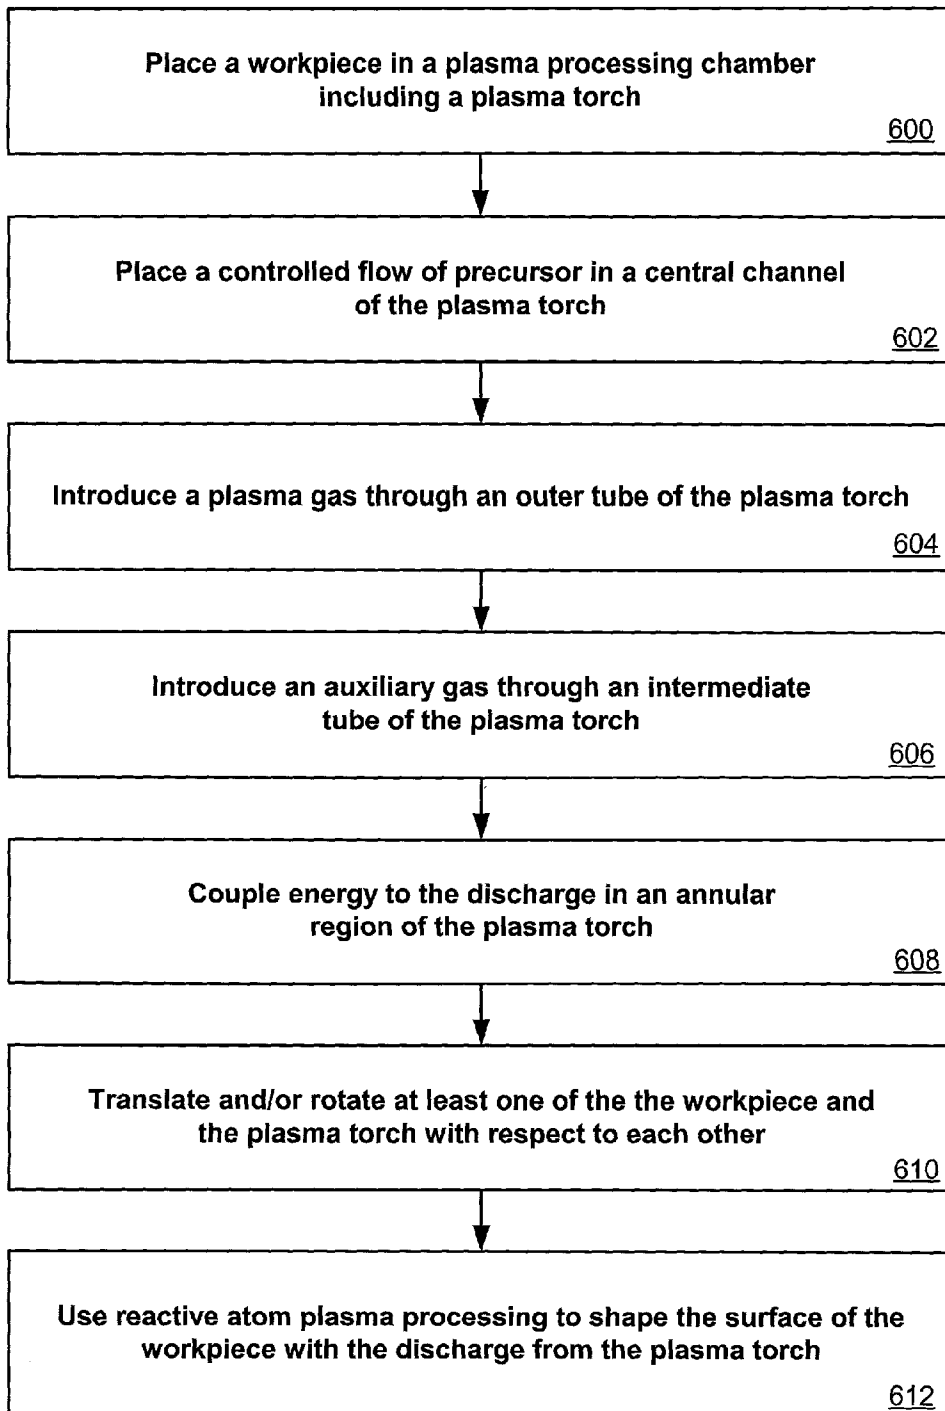 Place a workpiece in a plasma processing chamber
including a plasma torch
600
Place a controlled flow of precursor in a central channel
of the plasma torch
602
Introduce a plasma gas through an outer tube of the plasma torch
604
Introduce an auxiliary gas through an intermediate
tube of the plasma torch
606
Couple energy to the discharge in an annular
region of the plasma torch
608
Translate and/or rotate at least one of the the workpiece and
the plasma torch with respect to each other
610
Use reactive atom plasma processing to shape the surface of the
workpiece with the discharge from the plasma torch
612